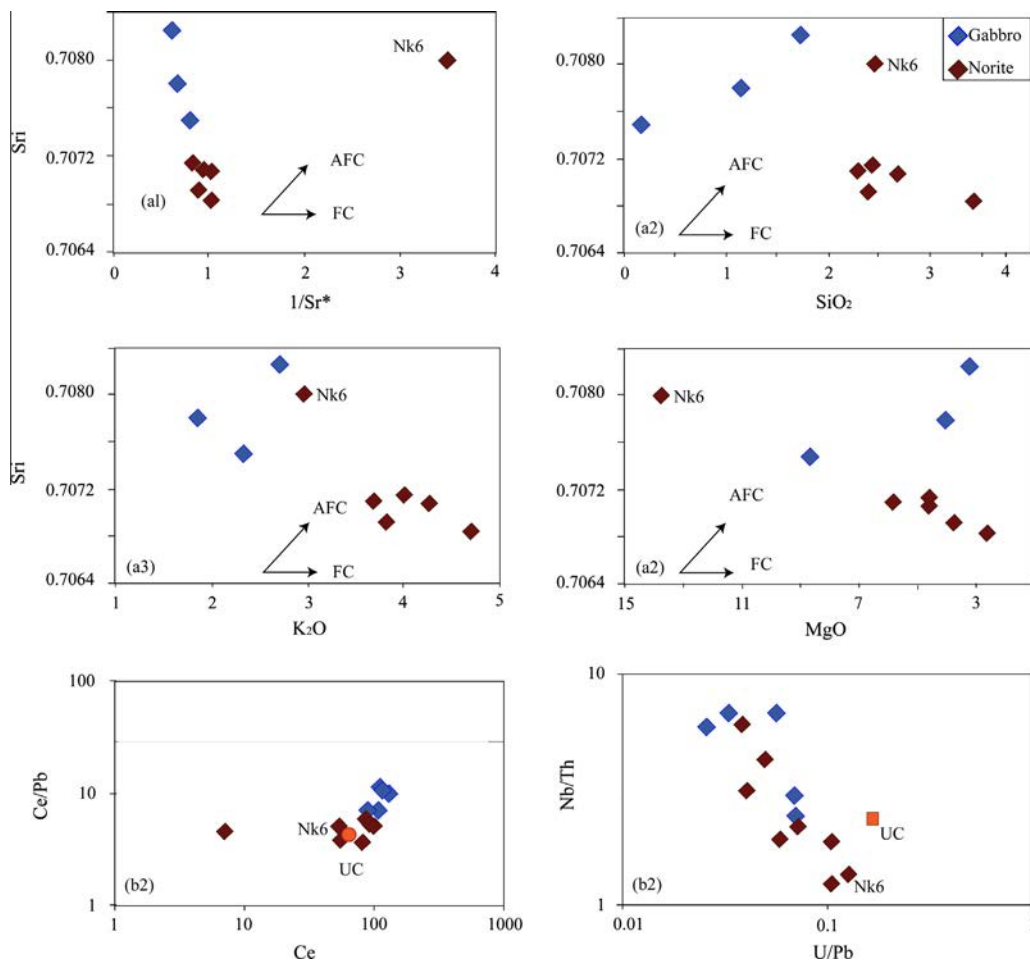 Gabbro
Norite
Sri
0.7080
0.7072
0.7064
Nk6
AFC
FC
(al)
0
1
2
3
4
1/Sr*
0.7080
0.7072
0.7064
Nk6
AFC
FC
(a2)
0
1
2
3
4
SiO₂
Sri
0.7080
0.7072
0.7064
Nk6
AFC
FC
(a3)
1
2
3
4
5
K₂O
0.7080
0.7072
0.7064
Nk6
AFC
FC
(a2)
15
11
7
3
MgO
Ce/Pb
100
10
1
Nk6
UC
(b2)
1
10
100
1000
Ce
Nb/Th
10
1
UC
Nk6
(b2)
0.01
0.1
U/Pb